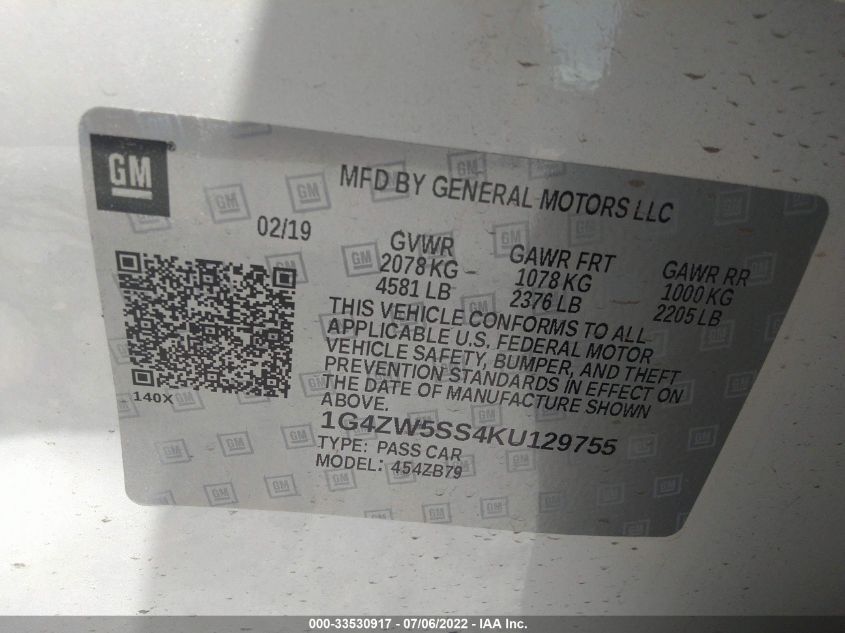 GM
MFD BY GENERAL MOTORS LLC
02/19
GVWR
2078 KG
4581 LB
GAWR FRT
1078 KG
2376 LB
GAWR RR
1000 KG
2205 LB
THIS VEHICLE CONFORMS TO ALL
APPLICABLE U.S. FEDERAL MOTOR
VEHICLE SAFETY, BUMPER, AND THEFT
PREVENTION STANDARDS IN EFFECT ON
THE DATE OF MANUFACTURE SHOWN
ABOVE.
140X
1G4ZW5SS4KU129755
TYPE: PASS CAR
MODEL: 454ZB79
000-33530917 - 07/06/2022 - IAA Inc.